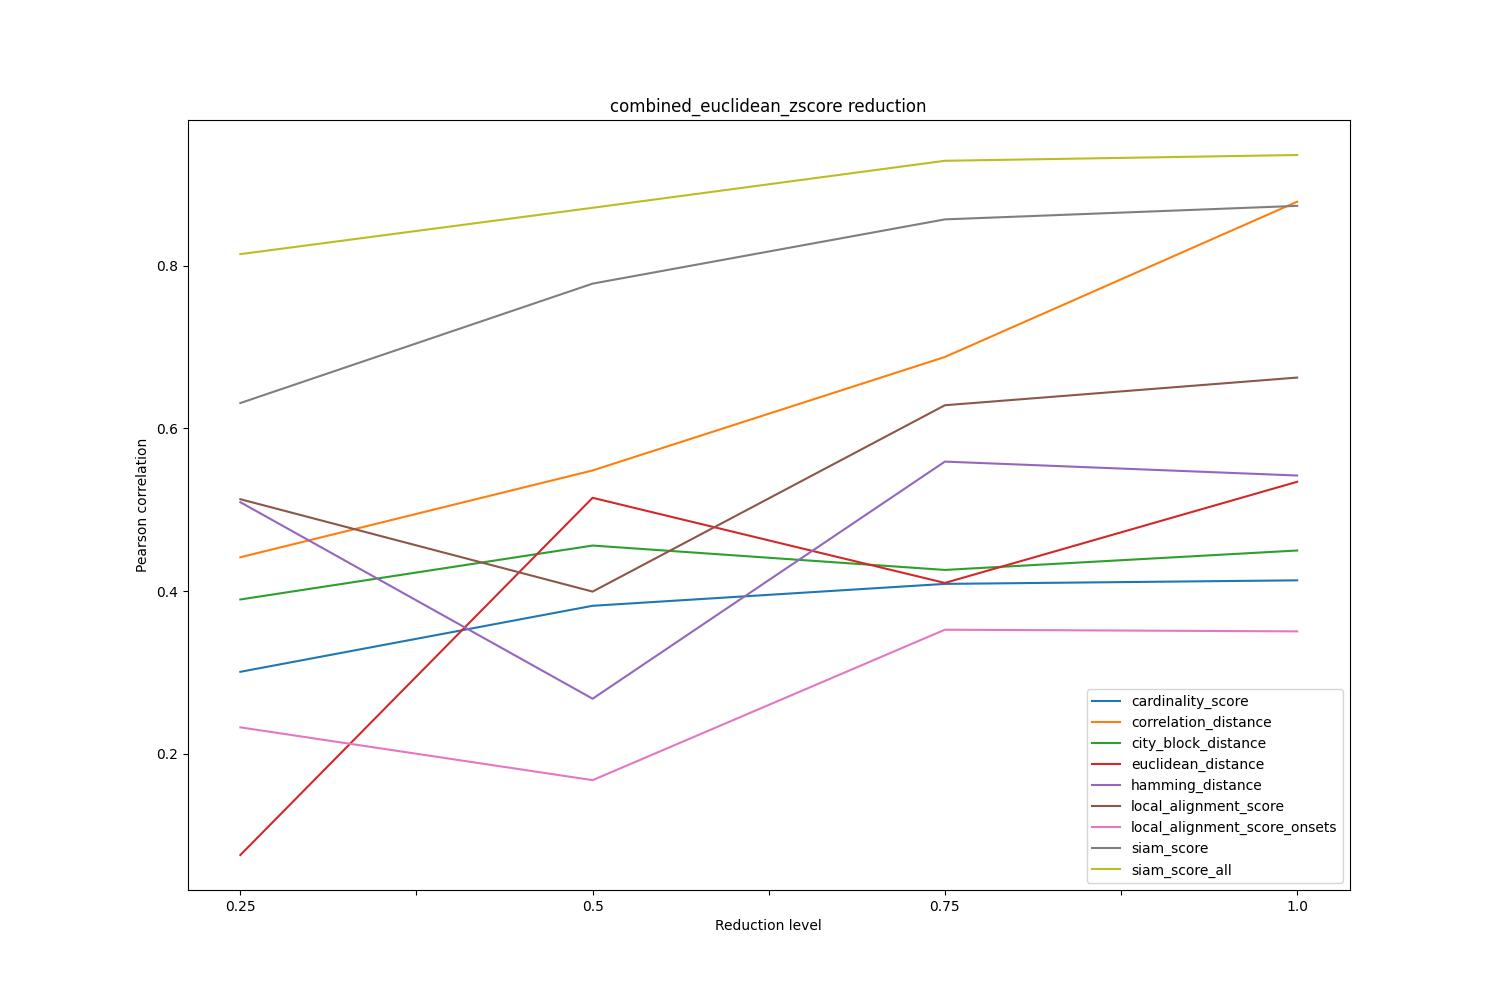 combined_euclidean_zscore reduction
Pearson correlation
0.8
0.6
0.4
0.2
0.25
0.5
0.75
1.0
Reduction level
cardinality_score
correlation_distance
city_block_distance
euclidean_distance
hamming_distance
local_alignment_score
local_alignment_score_onsets
siam_score
siam_score_all